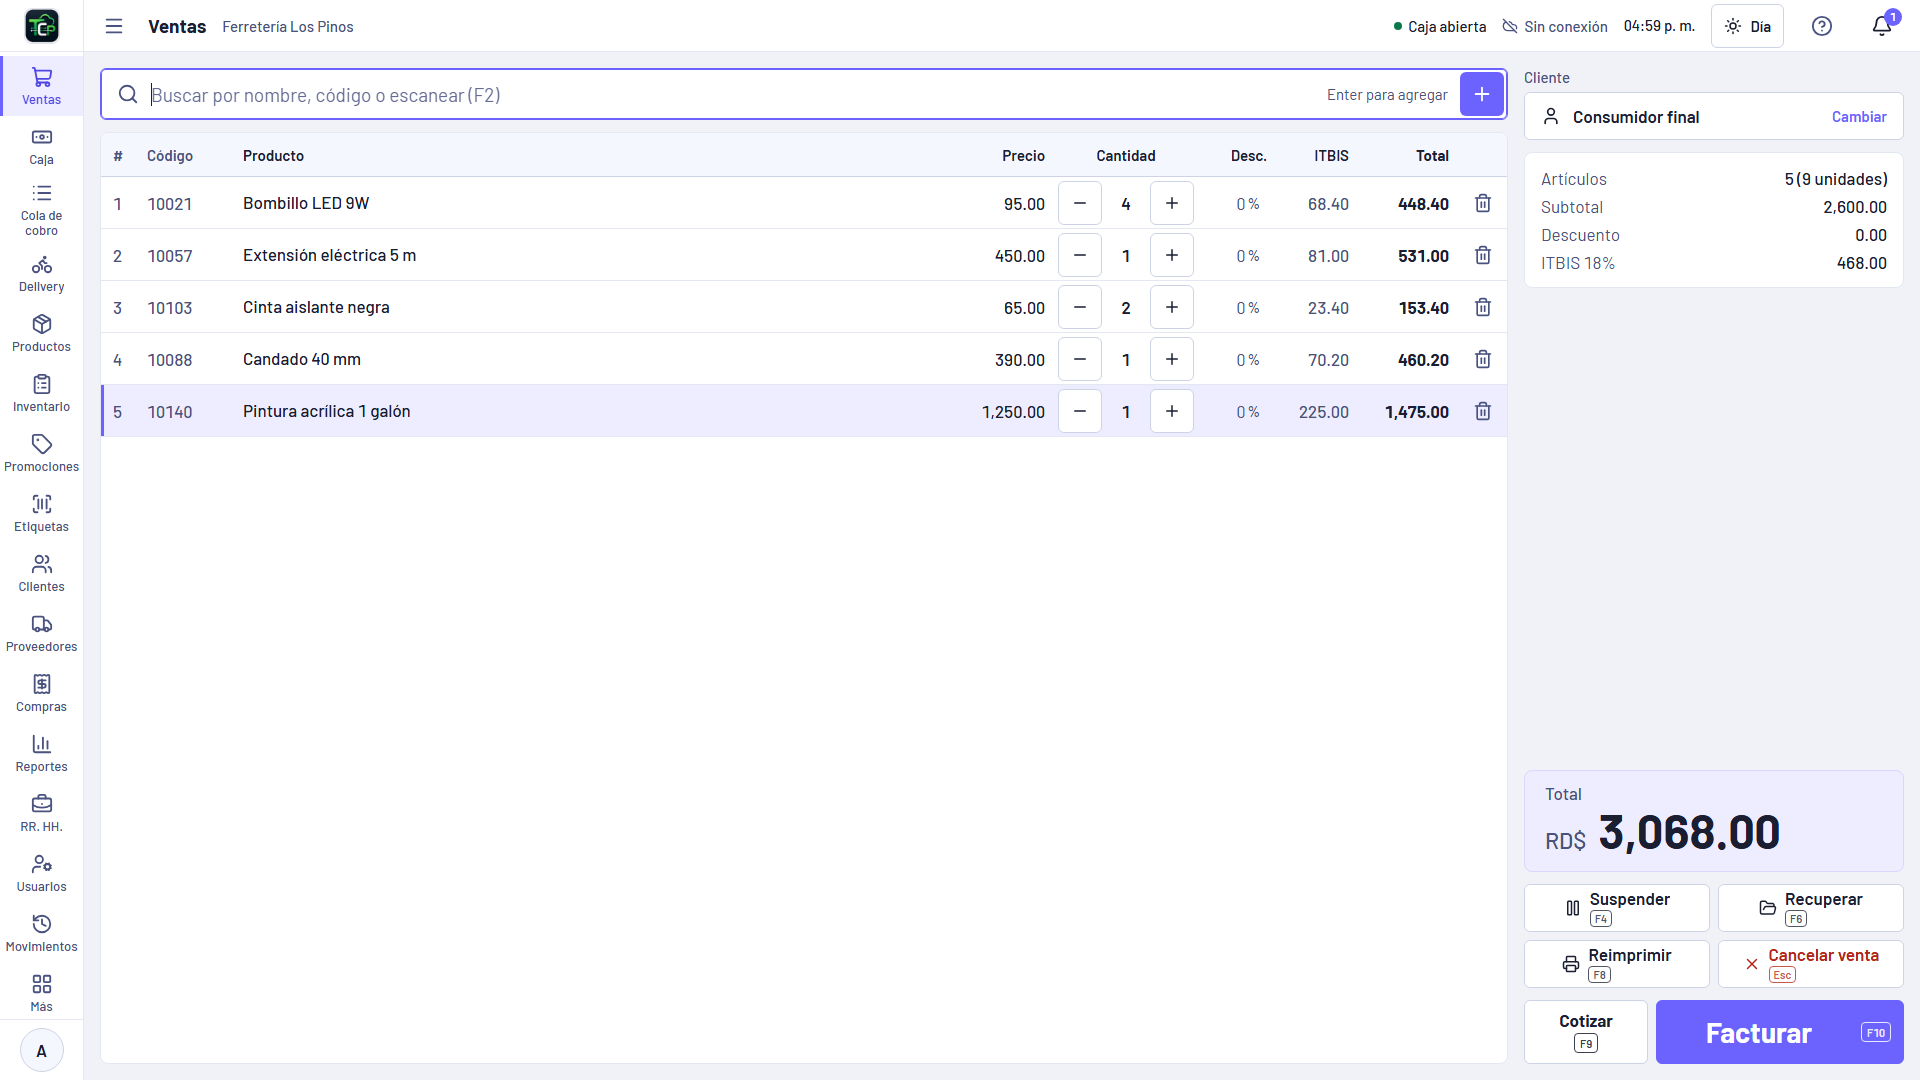 TCP
Ventas
Ferretería Los Pinos
Caja abierta
Sin conexión
04:59 p. m.
Día
1
Ventas
Caja
Cola de
cobro
Delivery
Productos
Inventario
Promociones
Etiquetas
Clientes
Proveedores
Compras
Reportes
RR. HH.
Usuarios
Movimientos
Más
A
Buscar por nombre, código o escanear (F2)
Enter para agregar
# Código Producto Precio Cantidad Desc. ITBIS Total
1 10021 Bombillo LED 9W 95.00 4 0% 68.40 448.40
2 10057 Extensión eléctrica 5 m 450.00 1 0% 81.00 531.00
3 10103 Cinta aislante negra 65.00 2 0% 23.40 153.40
4 10088 Candado 40 mm 390.00 1 0% 70.20 460.20
5 10140 Pintura acrílica 1 galón 1,250.00 1 0% 225.00 1,475.00
Cliente
Consumidor final Cambiar
Artículos 5 (9 unidades)
Subtotal 2,600.00
Descuento 0.00
ITBIS 18% 468.00
Total
RD$ 3,068.00
Suspender
F4
Recuperar
F6
Reimprimir
F8
Cancelar venta
Esc
Cotizar
F9
Facturar F10